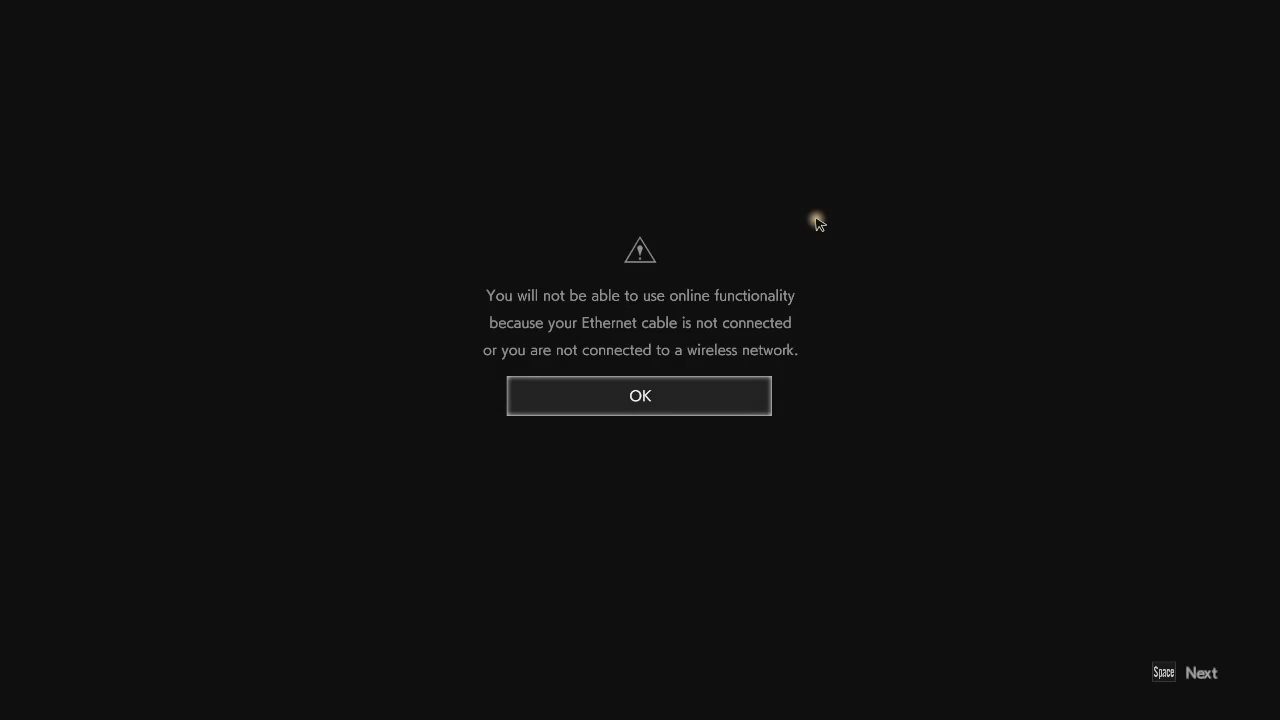 You will not be able to use online functionality
because your Ethernet cable is not connected
or you are not connected to a wireless network.
OK
Space Next